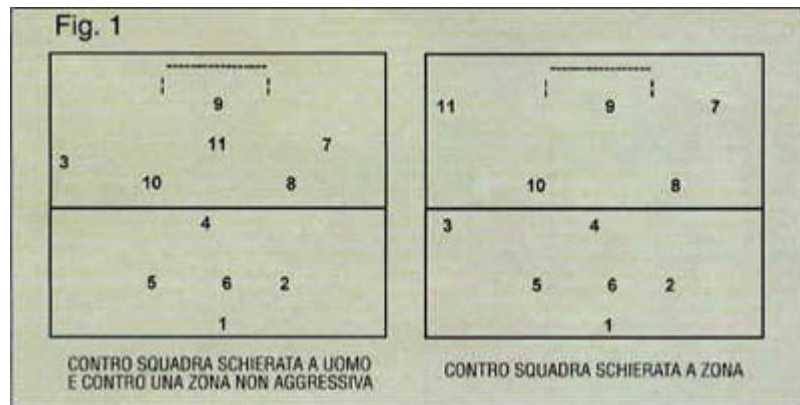 Fig. 1
9
11
7
3
10
8
4
5 6 2
1
CONTRO SQUADRA SCHIERATA A UOMO
E CONTRO UNA ZONA NON AGGRESSIVA
11 9 7
10 8
3 4
5 6 2
1
CONTRO SQUADRA SCHIERATA A ZONA